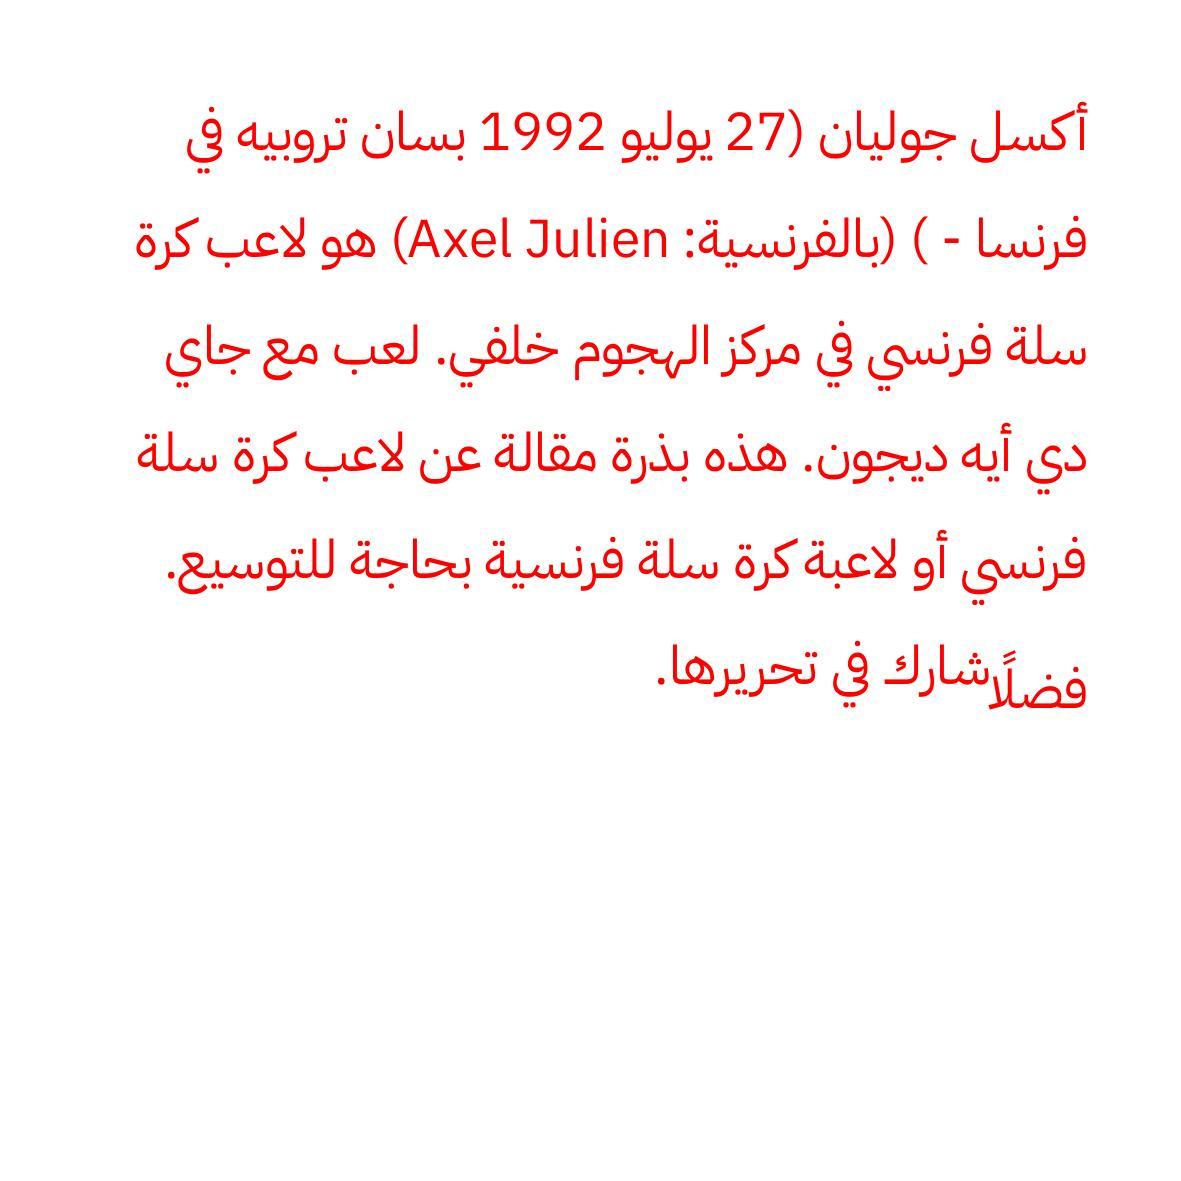 أكسل جوليان (27 يوليو 1992 بسان تروبيه في
فرنسا - ) (بالفرنسية: Axel Julien) هو لاعب كرة
سلة فرنسي في مركز الهجوم خلفي. لعب مع جاي
دي أيه ديجون. هذه بذرة مقالة عن لاعب كرة سلة
فرنسي أو لاعبة كرة سلة فرنسية بحاجة للتوسيع.
فضلًا شارك في تحريرها.